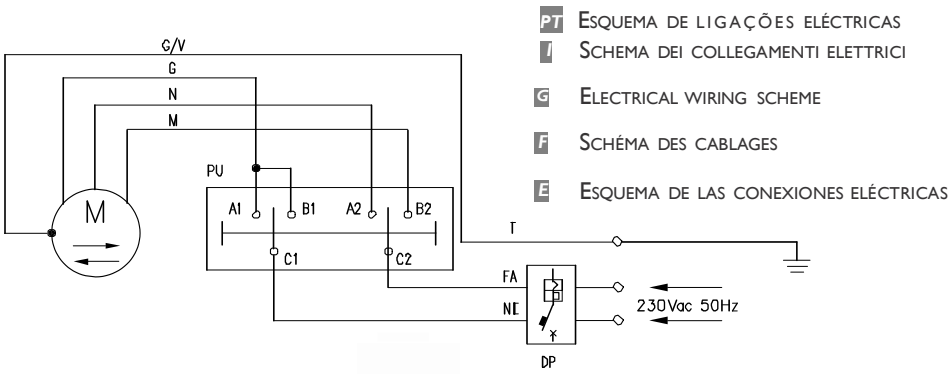 PT ESQUEMA DE LIGAÇÕES ELÉCTRICAS
I SCHEMA DEI COLLEGAMENTI ELETTRICI
G ELECTRICAL WIRING SCHEME
F SCHÉMA DES CABLAGES
E ESQUEMA DE LAS CONEXIONES ELÉCTRICAS
G/V
G
N
M
PU
A1 B1 A2 B2
M
C1 C2
T
FA
NE
230Vac 50Hz
DP